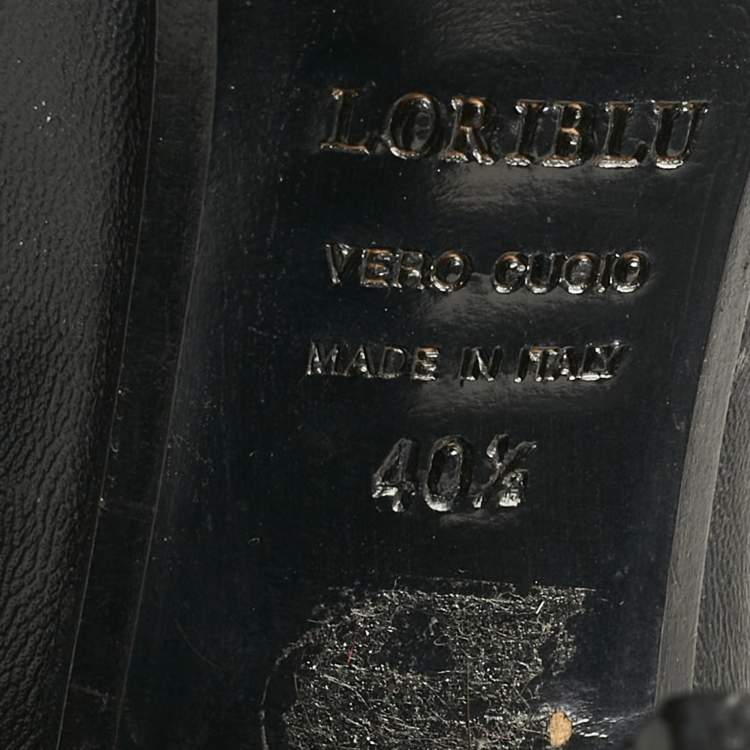 LORIBLU
VERO CUOIO
MADE IN ITALY
40½